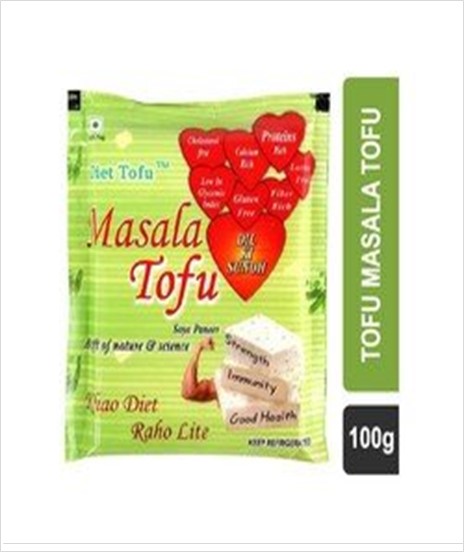 Cholesterol
free
Calcium
Rich
Proteins
Rich
Low In
Glycemic
Index
Gluten
Free
Fiber
Rich
Diet Tofu™
Masala
Tofu
DIL
KI
SUNOH
Soya Paneer
Gift of nature & science
Strength
Immunity
Good Health
Khao Diet
Raho Lite
KEEP REFRIGERATED
TOFU MASALA TOFU
100g